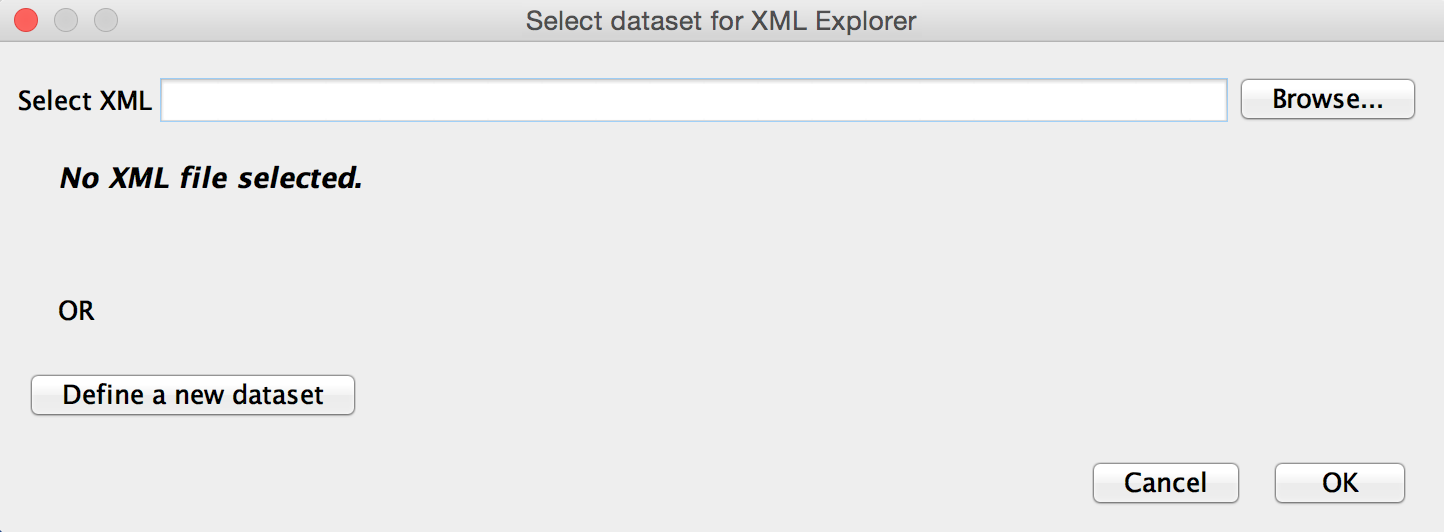 Select dataset for XML Explorer
Select XML Browse...
No XML file selected.
OR
Define a new dataset
Cancel OK